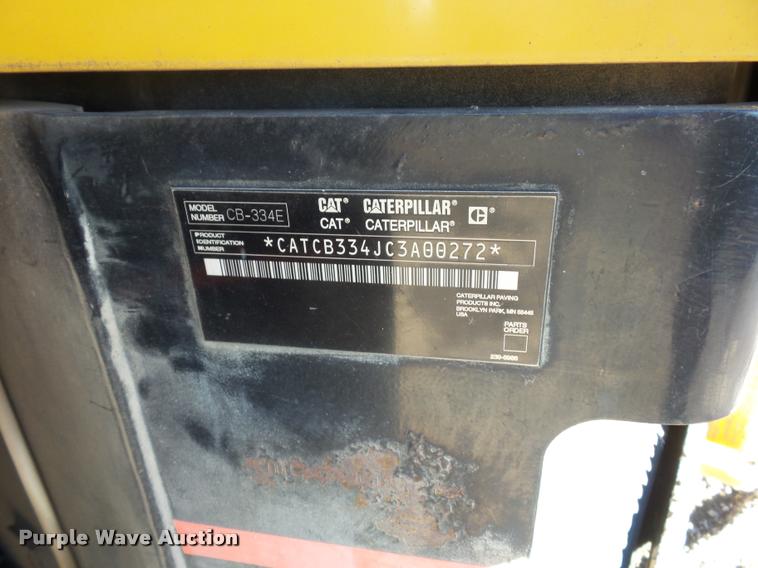 MODEL NUMBER CB-334E
CAT® CATERPILLAR® C
CAT® CATERPILLAR®
PRODUCT IDENTIFICATION NUMBER *CATCB334JC3A00272*
CATERPILLAR PAVING
PRODUCTS INC.
BROOKLYN PARK, MN 55445
USA
PARTS
ORDER
Purple Wave Auction